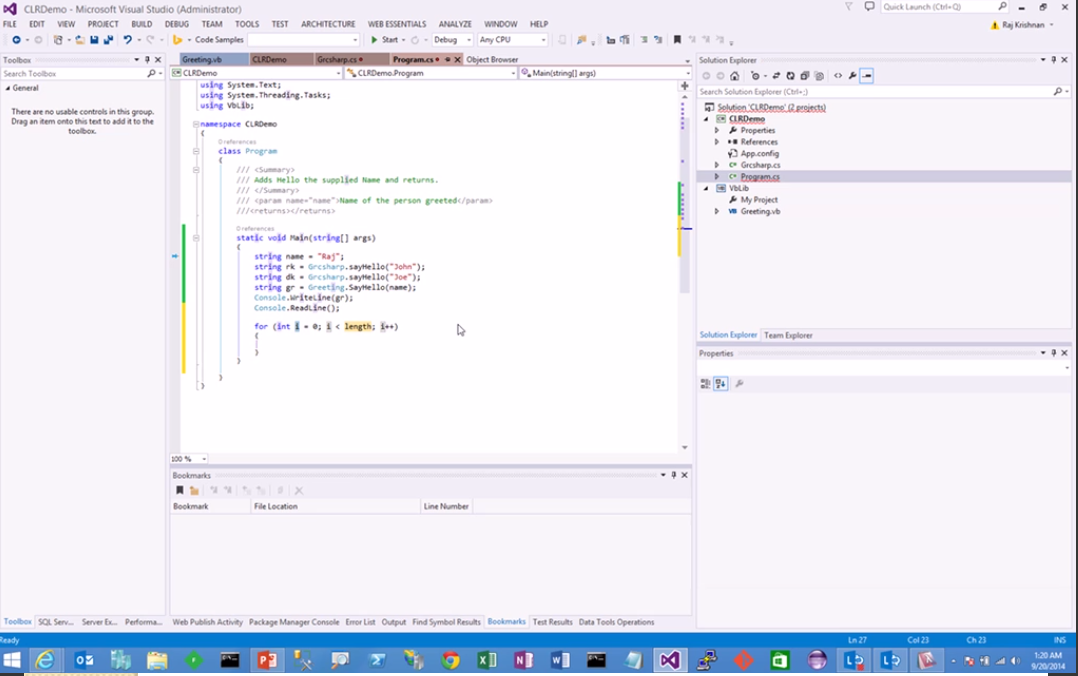 CLRDemo - Microsoft Visual Studio (Administrator)
Quick Launch (Ctrl+Q)
FILE EDIT VIEW PROJECT BUILD DEBUG TEAM TOOLS TEST ARCHITECTURE WEB ESSENTIALS ANALYZE WINDOW HELP
Raj Krishnan
Code Samples Start Debug Any CPU
Toolbox
Search Toolbox
General
There are no usable controls in this group.
Drag an item onto this text to add it to the
toolbox.
Greeting.vb CLRDemo Grcsharp.cs Program.cs Object Browser
CLRDemo CLRDemo.Program Main(string[] args)
using System.Text;
using System.Threading.Tasks;
using VbLib;
namespace CLRDemo
{
0 references
class Program
{
/// <Summary>
/// Adds Hello the supplied Name and returns.
/// </Summary>
/// <param name="name">Name of the person greeted</param>
///<returns></returns>
0 references
static void Main(string[] args)
{
string name = "Raj";
string rk = Grcsharp.sayHello("John");
string dk = Grcsharp.sayHello("Joe");
string gr = Greeting.SayHello(name);
Console.WriteLine(gr);
Console.ReadLine();
for (int i = 0; i < length; i++)
{
}
}
}
}
100 %
Solution Explorer
Search Solution Explorer (Ctrl+;)
Solution 'CLRDemo' (2 projects)
CLRDemo
Properties
References
App.config
Grcsharp.cs
Program.cs
VbLib
My Project
Greeting.vb
Solution Explorer Team Explorer
Properties
Bookmarks
Bookmark File Location Line Number
Toolbox SQL Serv... Server Ex... Performa...
Web Publish Activity Package Manager Console Error List Output Find Symbol Results Bookmarks Test Results Data Tools Operations
Ready Ln 27 Col 23 Ch 23 INS
1:20 AM
9/20/2014